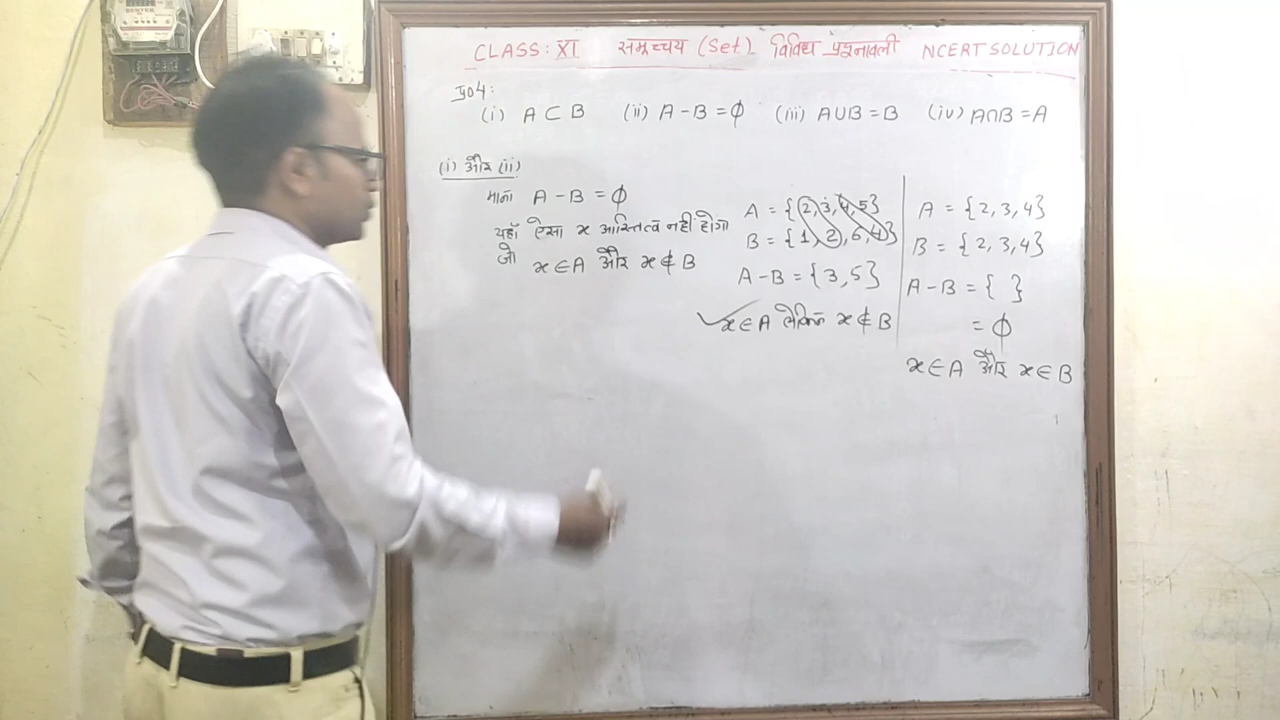 CLASS: XI समुच्चय (Set) विविध प्रश्नावली NCERT SOLUTION
प्र04:
(i) A ⊂ B (ii) A - B = ϕ (iii) A∪B = B (iv) A∩B = A
(i) और (ii)
माना A - B = ϕ
यहाँ ऐसा x अस्तित्व नही होगा
जो x ∈ A और x ∉ B
A = {2, 3, 4, 5}
B = {1, 2, 6, 4}
A - B = {3, 5}
✓ x ∈ A लेकिन x ∉ B
A = {2, 3, 4}
B = {2, 3, 4}
A - B = { }
= ϕ
x ∈ A और x ∈ B